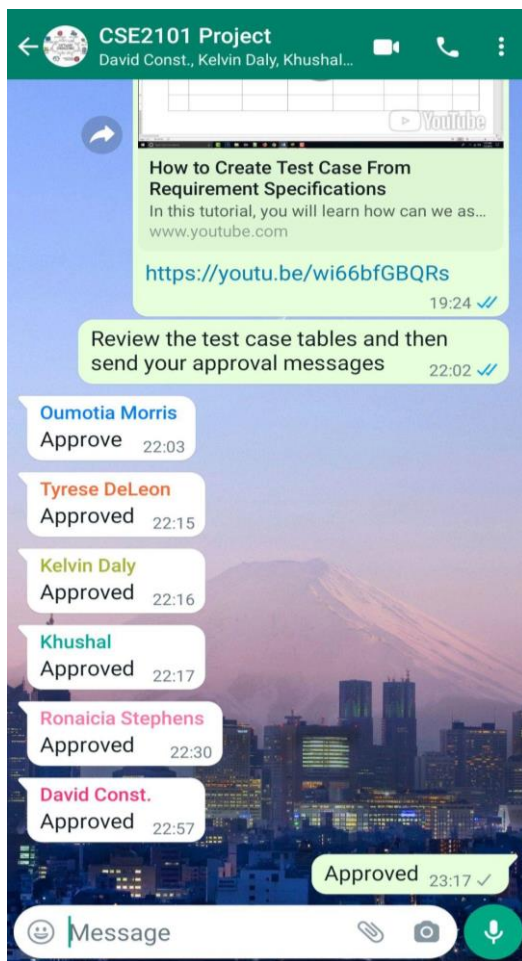 CSE2101 Project
David Const., Kelvin Daly, Khushal...
YouTube
How to Create Test Case From
Requirement Specifications
In this tutorial, you will learn how can we as...
www.youtube.com
https://youtu.be/wi66bfGBQRs
19:24
Review the test case tables and then
send your approval messages
22:02
Oumotia Morris
Approve 22:03
Tyrese DeLeon
Approved 22:15
Kelvin Daly
Approved 22:16
Khushal
Approved 22:17
Ronaicia Stephens
Approved 22:30
David Const.
Approved 22:57
Approved 23:17
Message